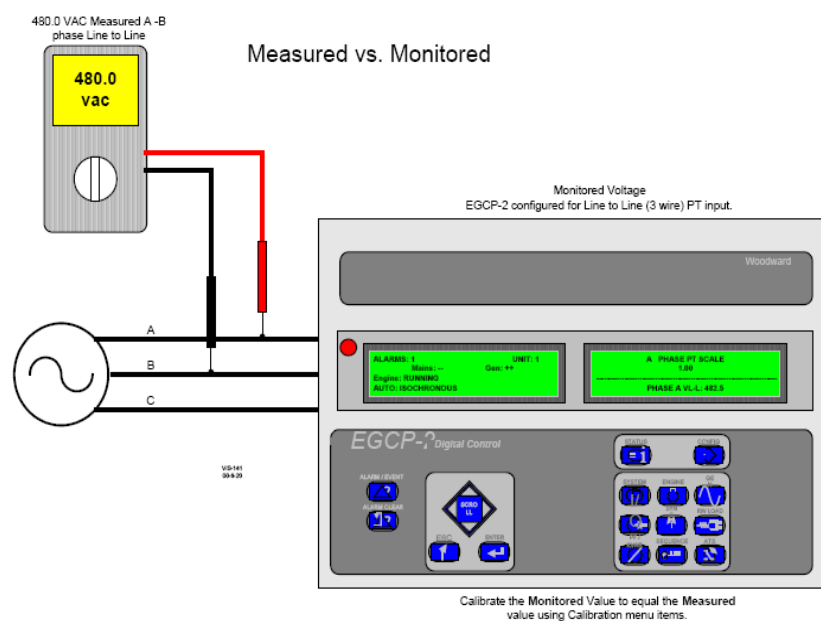 480.0 VAC Measured A -B
phase Line to Line
Measured vs. Monitored
480.0
vac
Monitored Voltage
EGCP-2 configured for Line to Line (3 wire) PT input.
Woodward
A
B
C
ALARMS: 1 UNIT: 1
Mains: -- Gen: ++
Engine: RUNNING
AUTO: ISOCHRONOUS
A PHASE PT SCALE
1.00
PHASE A VL-L: 482.5
EGCP-2 Digital Control
STATUS
CONFIG
ALARM / EVENT
ALARM CLEAR
SCRO
LL
ESC
ENTER
SYSTEM
ENGINE
KW LOAD
SEQUENCE
ATS
Calibrate the Monitored Value to equal the Measured
value using Calibration menu items.